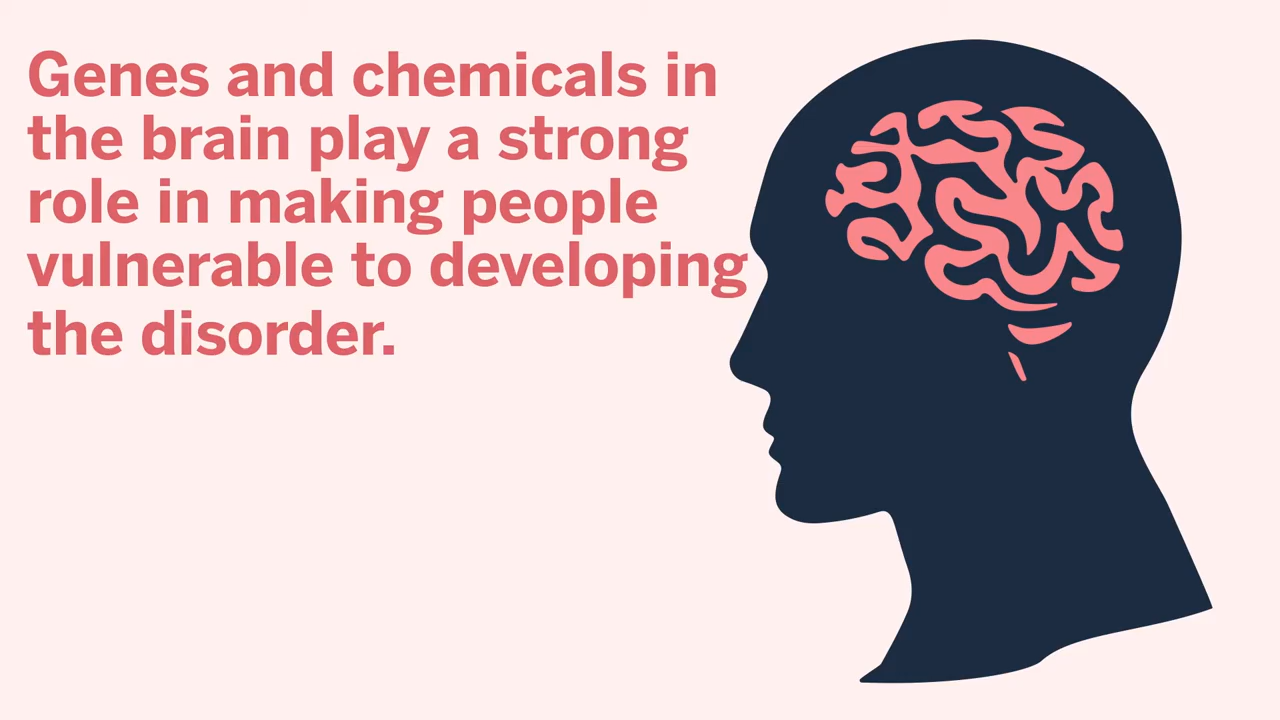 Genes and chemicals in
the brain play a strong
role in making people
vulnerable to developing
the disorder.